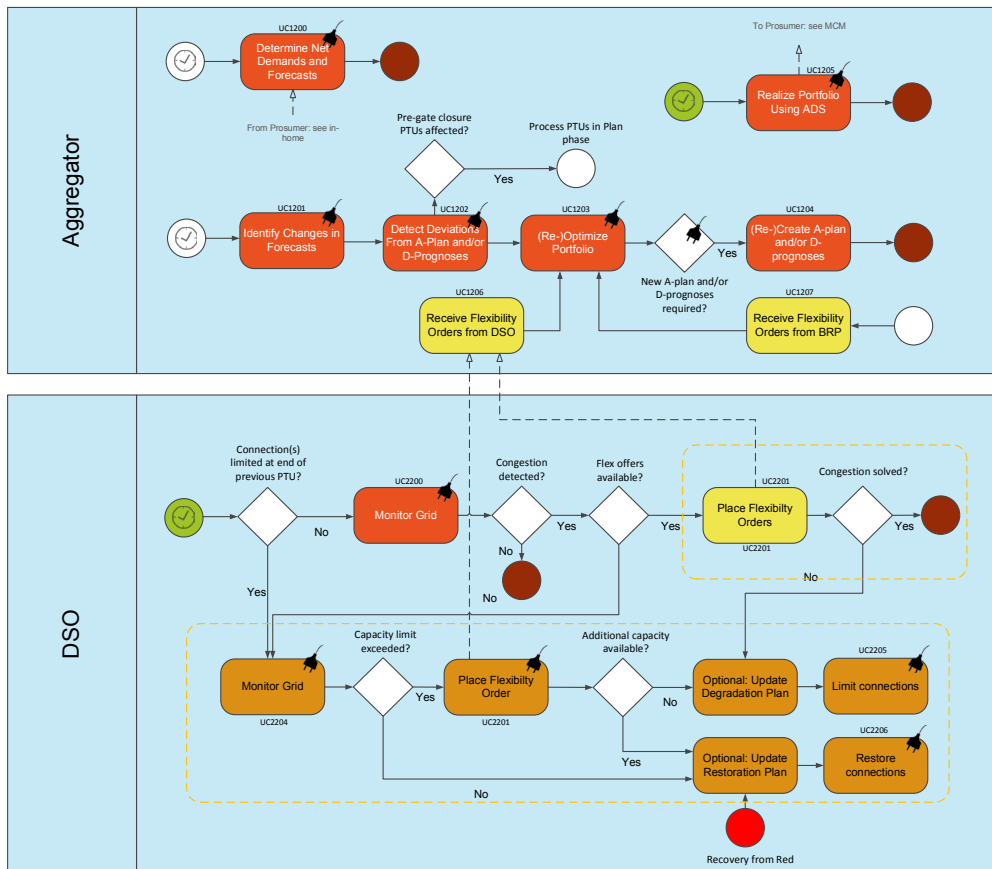 Aggregator
UC1200
Determine Net
Demands and
Forecasts
From Prosumer: see in-
home
To Prosumer: see MCM
UC1205
Realize Portfolio
Using ADS
Pre-gate closure
PTUs affected?
Yes
Process PTUs in Plan
phase
UC1201
Identify Changes in
Forecasts
UC1202
Detect Deviations
From A-Plan and/or
D-Prognoses
UC1203
(Re-)Optimize
Portfolio
Yes
New A-plan and/or
D-prognoses
required?
UC1204
(Re-)Create A-plan
and/or D-
prognoses
UC1206
Receive Flexibility
Orders from DSO
UC1207
Receive Flexibility
Orders from BRP
DSO
Connection(s)
limited at end of
previous PTU?
No
Yes
UC2200
Monitor Grid
Congestion
detected?
Yes
No
Flex offers
available?
Yes
No
UC2201
Place Flexibilty
Orders
UC2201
Congestion solved?
Yes
No
Monitor Grid
UC2204
Capacity limit
exceeded?
Yes
No
Place Flexibilty
Order
UC2201
Additional capacity
available?
No
Yes
Optional: Update
Degradation Plan
UC2205
Limit connections
Optional: Update
Restoration Plan
UC2206
Restore
connections
Recovery from Red